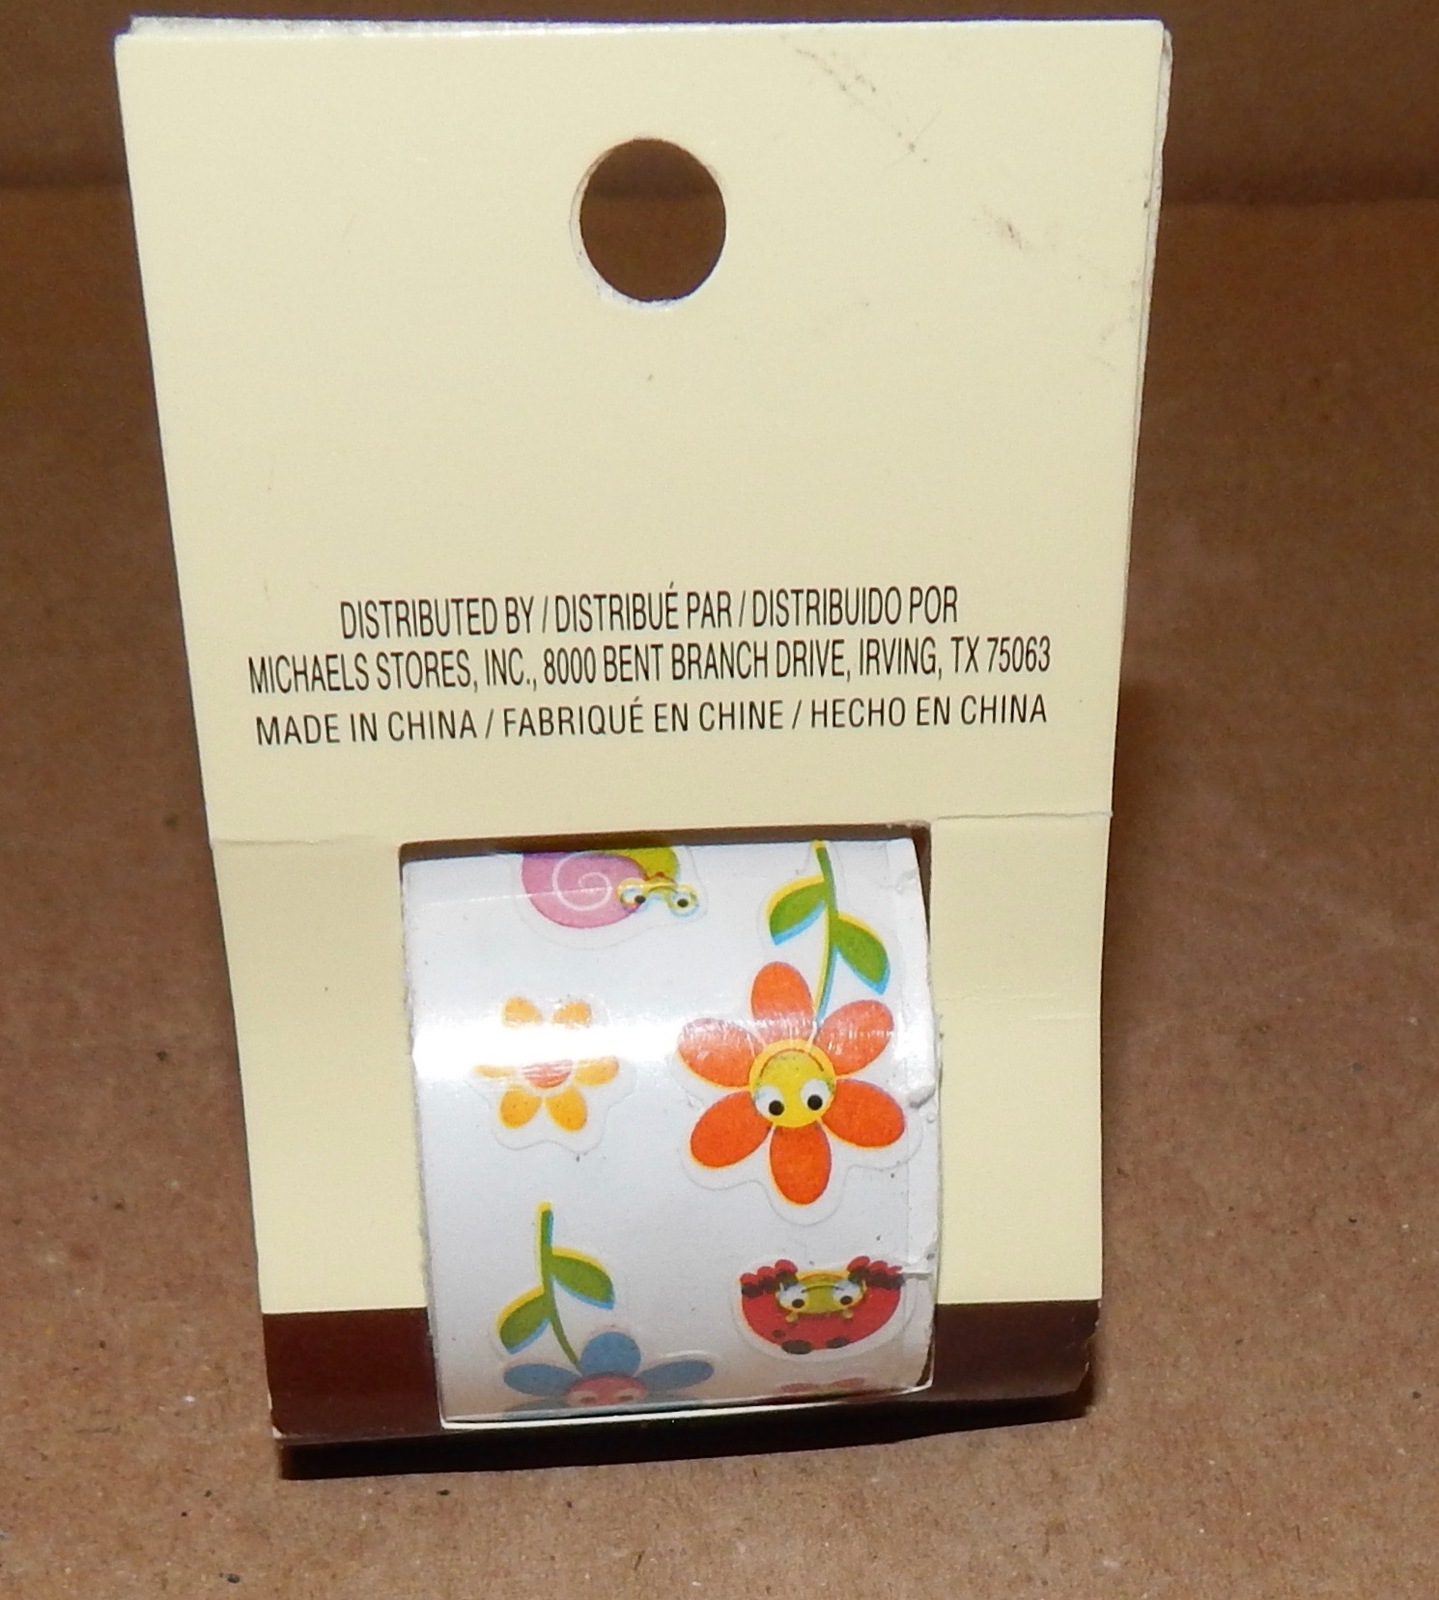 DISTRIBUTED BY / DISTRIBUÉ PAR / DISTRIBUIDO POR
MICHAELS STORES, INC., 8000 BENT BRANCH DRIVE, IRVING, TX 75063
MADE IN CHINA / FABRIQUÉ EN CHINE / HECHO EN CHINA